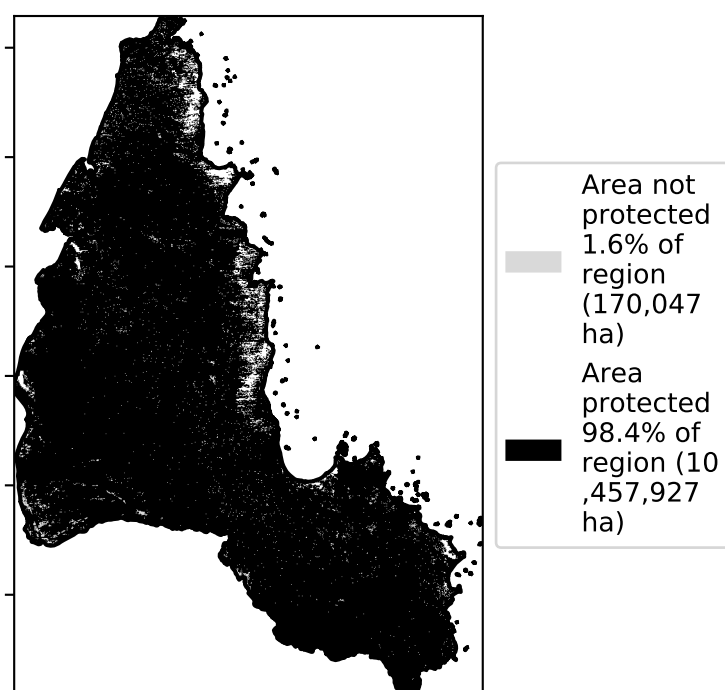 Area not
protected
1.6% of
region
(170,047
ha)
Area
protected
98.4% of
region (10
,457,927
ha)